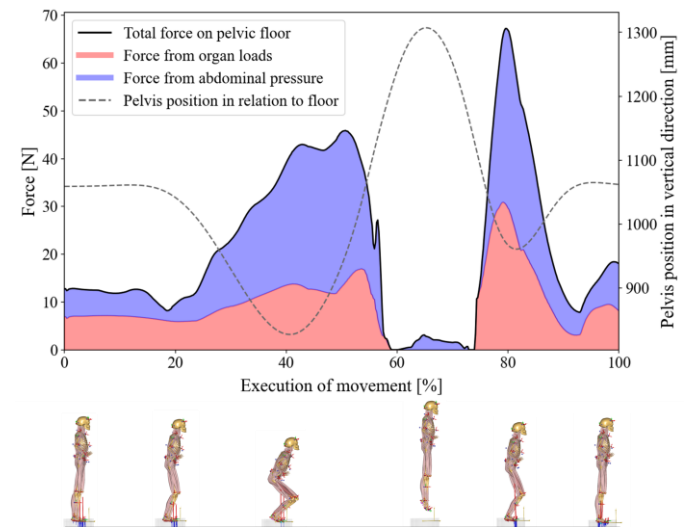 Total force on pelvic floor
Force from organ loads
Force from abdominal pressure
Pelvis position in relation to floor
Force [N]
70
60
50
40
30
20
10
0
0 20 40 60 80 100
Execution of movement [%]
1300
1200
1100
1000
900
Pelvis position in vertical direction [mm]